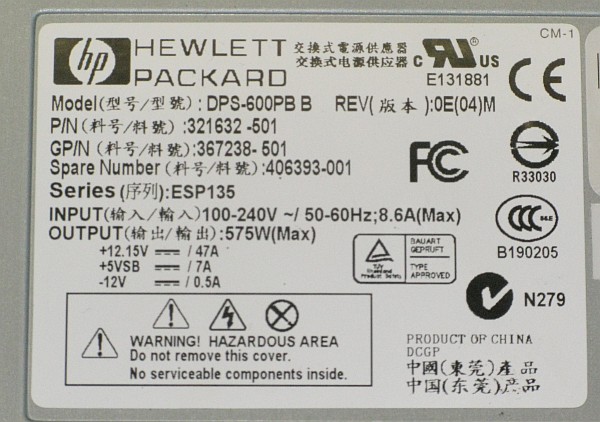 CM-1
hp HEWLETT PACKARD
交換式電源供應器
交换式电源供应器
c RU® US
E131881
CE
Model(型号/型號): DPS-600PB B REV(版本):0E(04)M
P/N(料号/料號):321632-501
GP/N(料号/料號):367238-501
Spare Number(料号/料號):406393-001
Series(序列):ESP135
FC
R33030
INPUT(输入/輸入)100-240V ~/ 50-60Hz;8.6A(Max)
OUTPUT(输出/輸出):575W(Max)
+12.15V / 47A
+5VSB / 7A
-12V / 0.5A
BAUART
GEPRUFT
TYPE
APPROVED
CCC
B190205
N279
WARNING! HAZARDOUS AREA
Do not remove this cover.
No serviceable components inside.
PRODUCT OF CHINA
DCGP
中國(東莞)產品
中国(东莞)产品